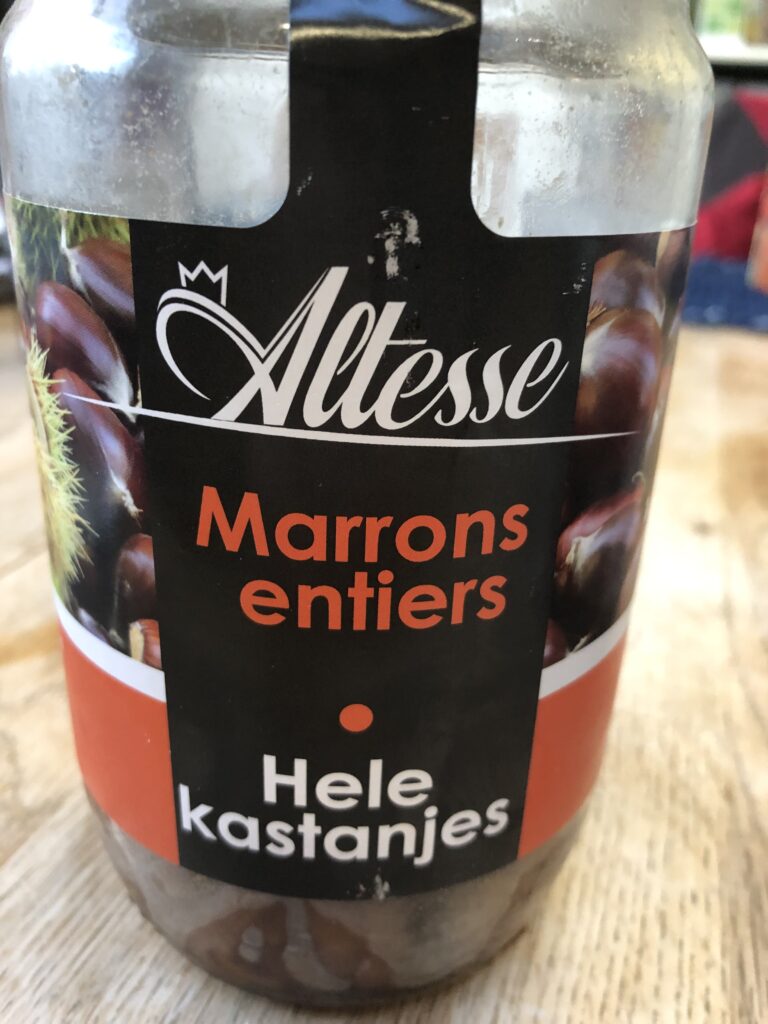 Altesse
Marrons
entiers
Hele
kastanjes